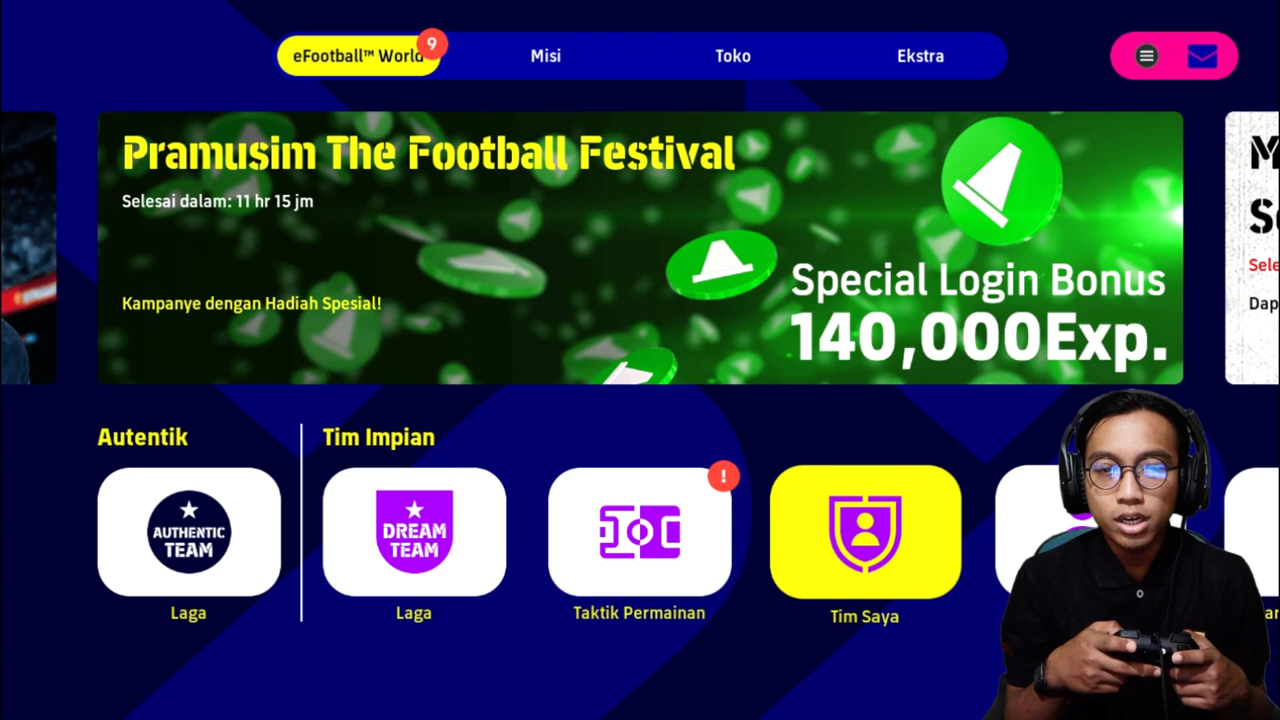 eFootball™ World
9
Misi
Toko
Ekstra
Pramusim The Football Festival
Selesai dalam: 11 hr 15 jm
Kampanye dengan Hadiah Spesial!
Special Login Bonus
140,000Exp.
Autentik
Tim Impian
!
AUTHENTIC
TEAM
DREAM
TEAM
Laga
Laga
Taktik Permainan
Tim Saya